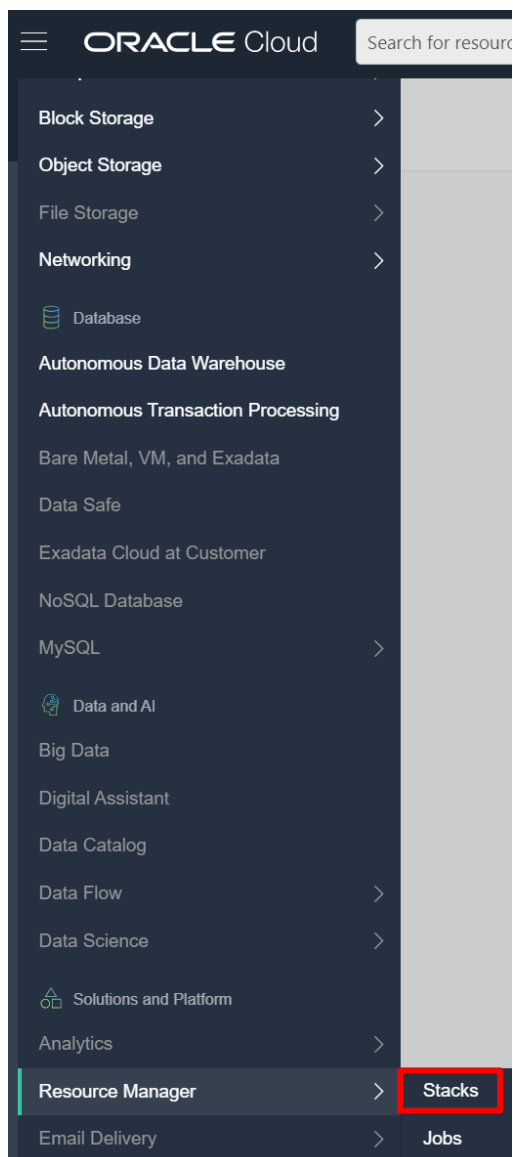 ORACLE Cloud
Search for resourc
Block Storage
Object Storage
File Storage
Networking
Database
Autonomous Data Warehouse
Autonomous Transaction Processing
Bare Metal, VM, and Exadata
Data Safe
Exadata Cloud at Customer
NoSQL Database
MySQL
Data and AI
Big Data
Digital Assistant
Data Catalog
Data Flow
Data Science
Solutions and Platform
Analytics
Resource Manager
Stacks
Email Delivery
Jobs